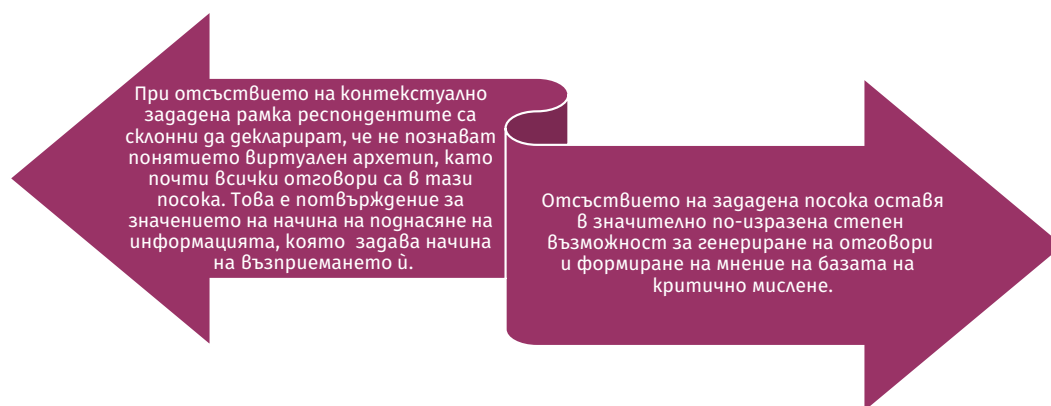 При отсъствието на контекстуално
зададена рамка респондентите са
склонни да декларират, че не познават
понятието виртуален архетип, като
почти всички отговори са в тази
посока. Това е потвърждение за
значението на начина на поднасяне на
информацията, която  задава начина
на възприемането ѝ.
Отсъствието на зададена посока оставя
в значително по-изразена степен
възможност за генериране на отговори
и формиране на мнение на базата на
критично мислене.